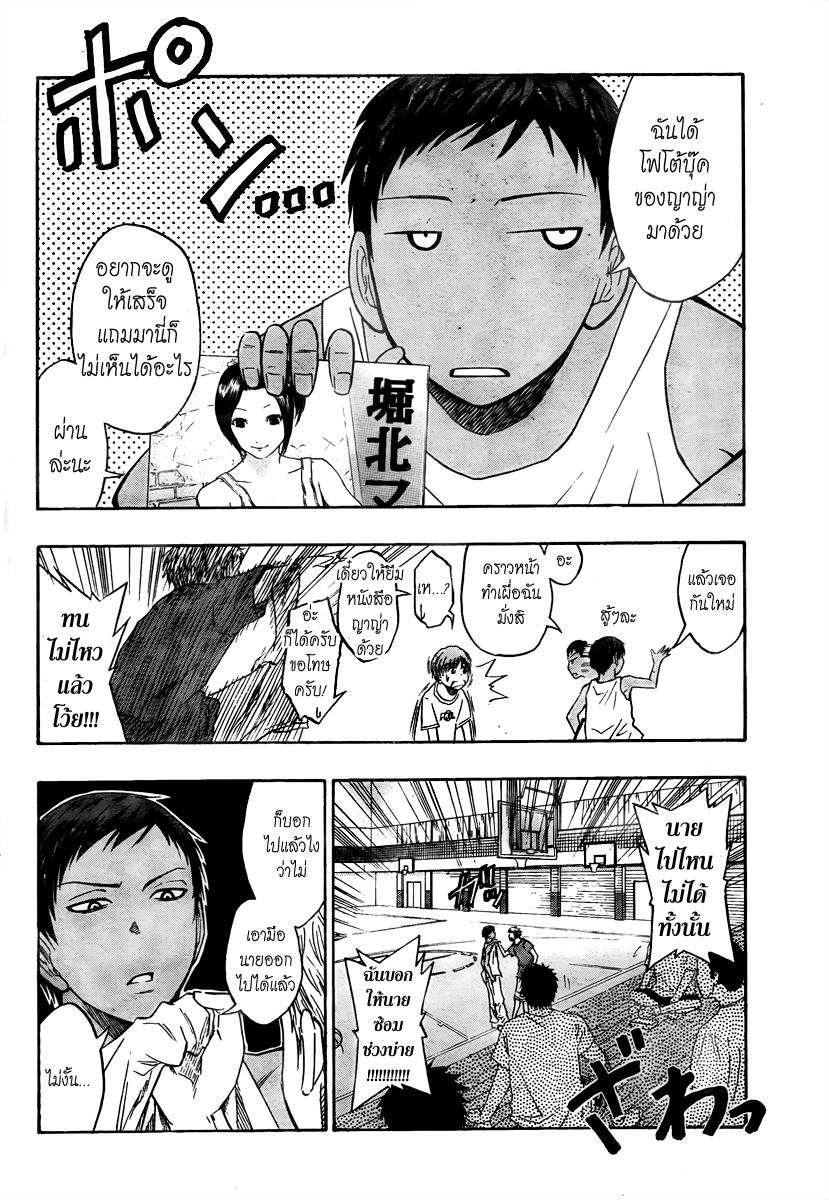 ポン...
ฉันได้
โฟโต้บุ๊ค
ของญาญ่า
มาด้วย
อยากจะดู
ให้เสร็จ
แถมมานี่ก็
ไม่เห็นได้อะไร
ผ่าน
ล่ะนะ
堀北マ
แล้วเจอ
กันใหม่
สู้ๆละ
อะ
คราวหน้า
ทำเผื่อฉัน
มั่งสิ
เห....?
เดี๋ยวให้ยืม
หนังสือ
ญาญ่า
ด้วย
อ่ะ
ก็ได้ครับ
ขอโทษ
ครับ!
ทน
ไม่ไหว
แล้ว
โว้ย!!!
นาย
ไปไหน
ไม่ได้
ทั้งนั้น
ฉันบอก
ให้นาย
ซ้อม
ช่วงบ่าย
!!!!!!!!!!!!
ざわっ
ก็บอก
ไปแล้วไง
ว่าไม่
เอามือ
นายออก
ไปได้แล้ว
ไม่งั้น...